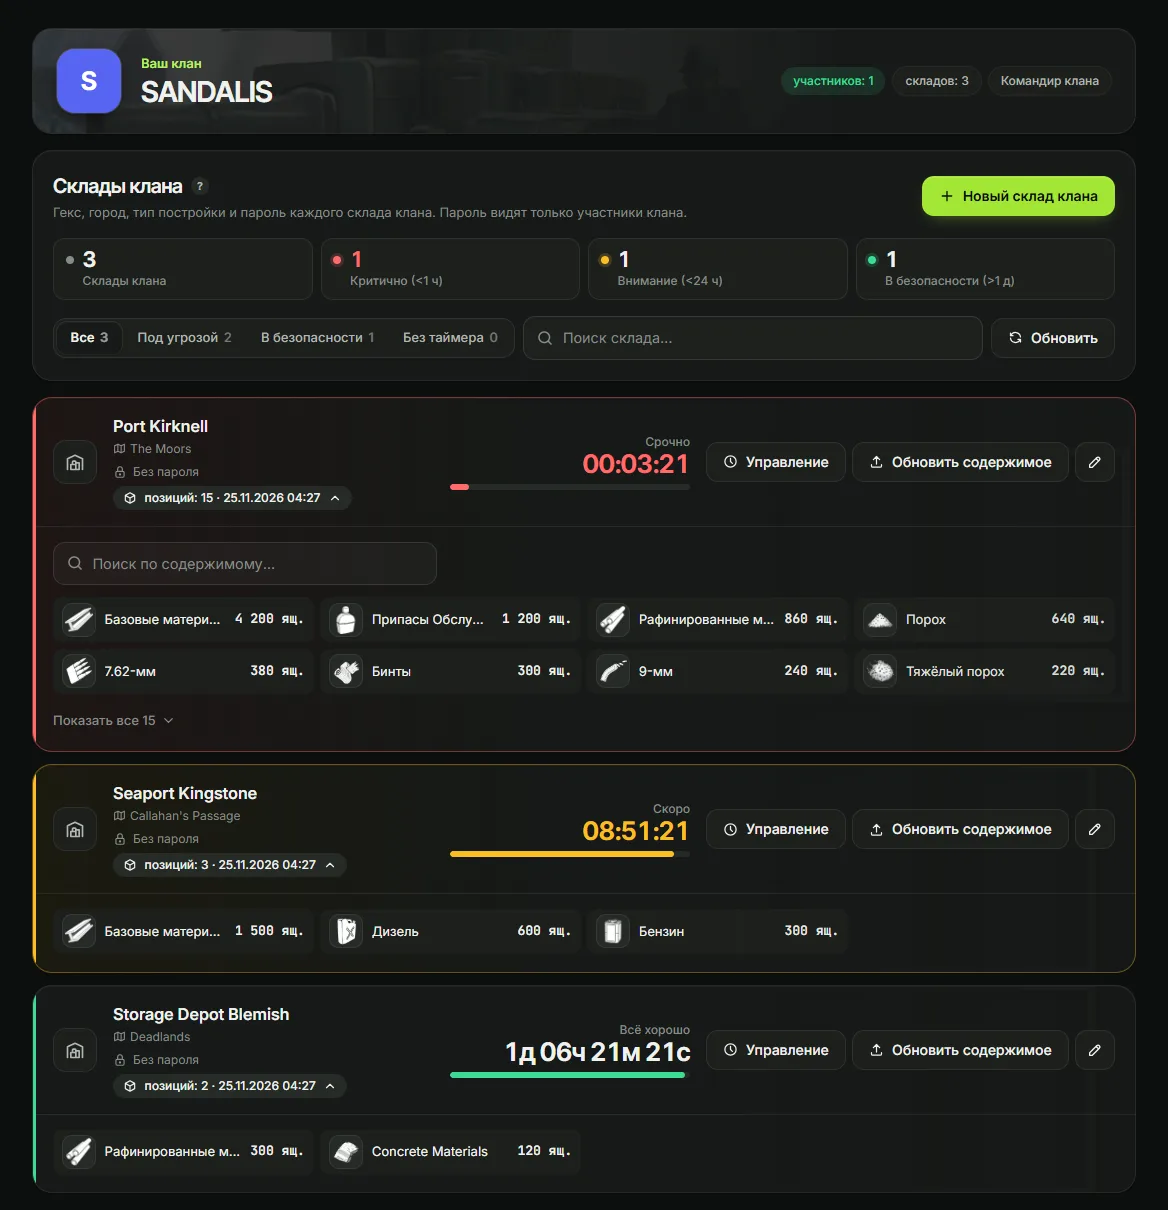 S
Ваш клан
SANDALIS
участников: 1
складов: 3
Командир клана
Склады клана ?
Гекс, город, тип постройки и пароль каждого склада клана. Пароль видят только участники клана.
+ Новый склад клана
3
Склады клана
1
Критично (<1 ч)
1
Внимание (<24 ч)
1
В безопасности (>1 д)
Все 3
Под угрозой 2
В безопасности 1
Без таймера 0
Поиск склада...
Обновить
Port Kirknell
The Moors
Без пароля
позиций: 15 · 25.11.2026 04:27
Срочно
00:03:21
Управление
Обновить содержимое
Поиск по содержимому...
Базовые матери... 4 200 ящ.
Припасы Обслу... 1 200 ящ.
Рафинированные м... 860 ящ.
Порох 640 ящ.
7.62-мм 380 ящ.
Бинты 300 ящ.
9-мм 240 ящ.
Тяжёлый порох 220 ящ.
Показать все 15
Seaport Kingstone
Callahan's Passage
Без пароля
позиций: 3 · 25.11.2026 04:27
Скоро
08:51:21
Управление
Обновить содержимое
Базовые матери... 1 500 ящ.
Дизель 600 ящ.
Бензин 300 ящ.
Storage Depot Blemish
Deadlands
Без пароля
позиций: 2 · 25.11.2026 04:27
Всё хорошо
1д 06ч 21м 21с
Управление
Обновить содержимое
Рафинированные м... 300 ящ.
Concrete Materials 120 ящ.